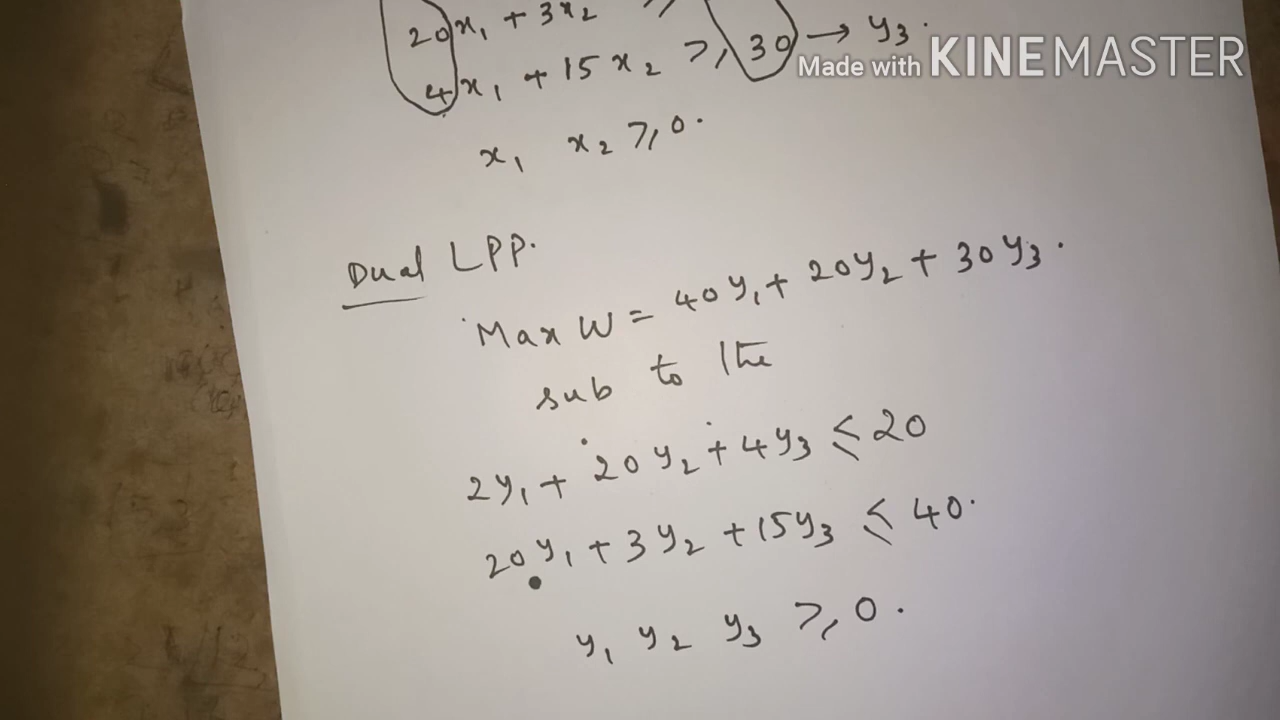 20x₁ + 3x₂ ≥
4x₁ + 15x₂ ≥ 30 → y₃.
Made with KINEMASTER
x₁ x₂ ≥ 0.
Dual LPP.
Max W = 40y₁ + 20y₂ + 30y₃.
sub to the
2y₁ + 20y₂ + 4y₃ ≤ 20
20y₁ + 3y₂ + 15y₃ ≤ 40.
y₁ y₂ y₃ ≥ 0.